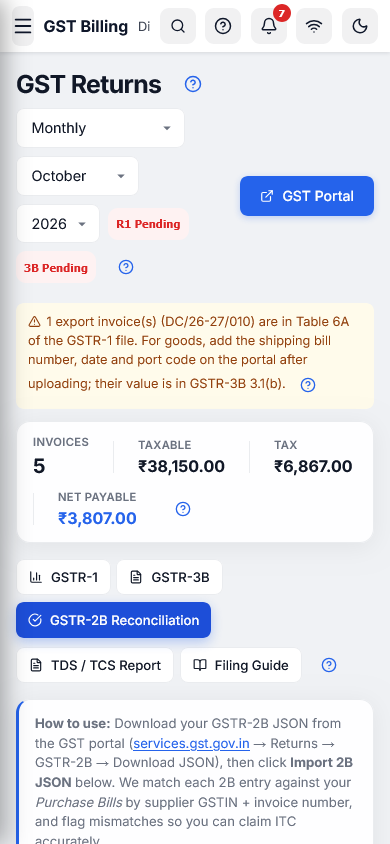 GST Billing Di
7
GST Returns
Monthly
October
GST Portal
2026
R1 Pending
3B Pending
1 export invoice(s) (DC/26-27/010) are in Table 6A
of the GSTR-1 file. For goods, add the shipping bill
number, date and port code on the portal after
uploading; their value is in GSTR-3B 3.1(b).
INVOICES
5
TAXABLE
₹38,150.00
TAX
₹6,867.00
NET PAYABLE
₹3,807.00
GSTR-1
GSTR-3B
GSTR-2B Reconciliation
TDS / TCS Report
Filing Guide
How to use: Download your GSTR-2B JSON from
the GST portal (services.gst.gov.in → Returns →
GSTR-2B → Download JSON), then click Import 2B
JSON below. We match each 2B entry against your
Purchase Bills by supplier GSTIN + invoice number,
and flag mismatches so you can claim ITC
accurately